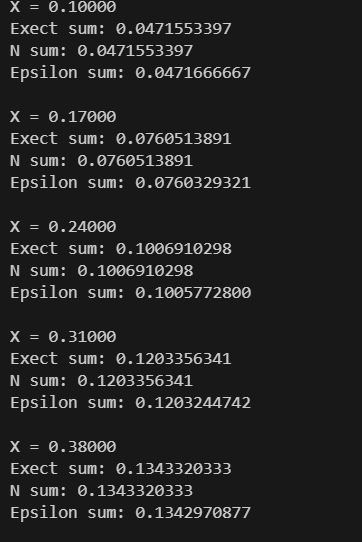 X = 0.10000
Exect sum: 0.0471553397
N sum: 0.0471553397
Epsilon sum: 0.0471666667
X = 0.17000
Exect sum: 0.0760513891
N sum: 0.0760513891
Epsilon sum: 0.0760329321
X = 0.24000
Exect sum: 0.1006910298
N sum: 0.1006910298
Epsilon sum: 0.1005772800
X = 0.31000
Exect sum: 0.1203356341
N sum: 0.1203356341
Epsilon sum: 0.1203244742
X = 0.38000
Exect sum: 0.1343320333
N sum: 0.1343320333
Epsilon sum: 0.1342970877